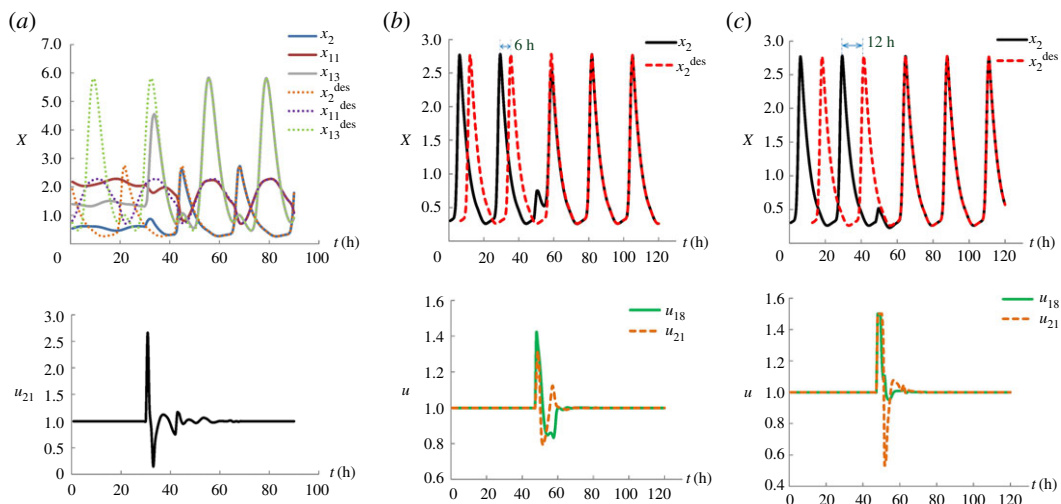 (a)
7.0
6.0
5.0
4.0
X
3.0
2.0
1.0
0 20 40 60 80 100
t (h)
x2
x11
x13
x2des
x11des
x13des
3.0
2.5
2.0
1.5
u21
1.0
0.5
0
0 20 40 60 80 100
t (h)
(b)
6 h
3.0
2.5
2.0
X
1.5
1.0
0.5
0
0 20 40 60 80 100 120
t (h)
x2
x2des
1.6
1.4
1.2
u 1.0
0.8
0.6
0 20 40 60 80 100 120
t (h)
u18
u21
(c)
12 h
3.0
2.5
2.0
X
1.5
1.0
0.5
0
20 40 60 80 100 120
t (h)
x2
x2des
1.6
1.4
1.2
u
1.0
0.8
0.6
0.4
0 20 40 60 80 100 120
t (h)
u18
u21